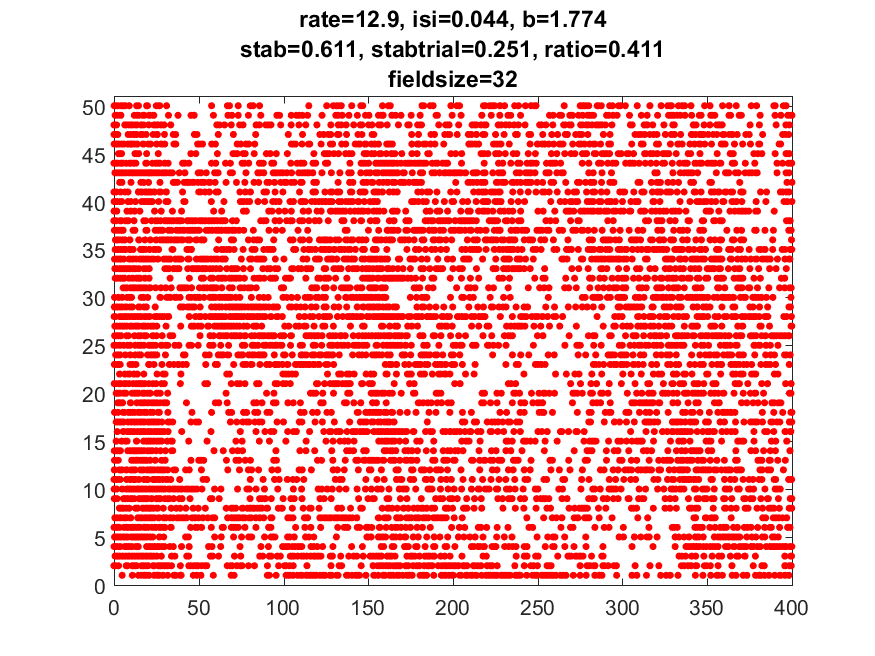 rate=12.9, isi=0.044, b=1.774
stab=0.611, stabtrial=0.251, ratio=0.411
fieldsize=32
50
45
40
35
30
25
20
15
10
5
0
0 50 100 150 200 250 300 350 400